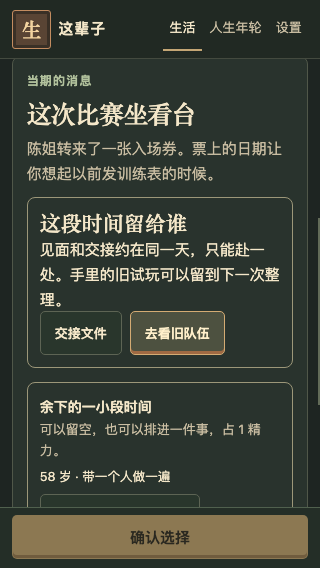 生 这辈子 生活 人生年轮 设置
当期的消息
这次比赛坐看台
陈姐转来了一张入场券。票上的日期让
你想起以前发训练表的时候。
这段时间留给谁
见面和交接约在同一天，只能赴一
处。手里的旧试玩可以留到下一次整
理。
交接文件 去看旧队伍
余下的一小段时间
可以留空，也可以排进一件事，占 1 精
力。
58 岁 · 带一个人做一遍
确认选择